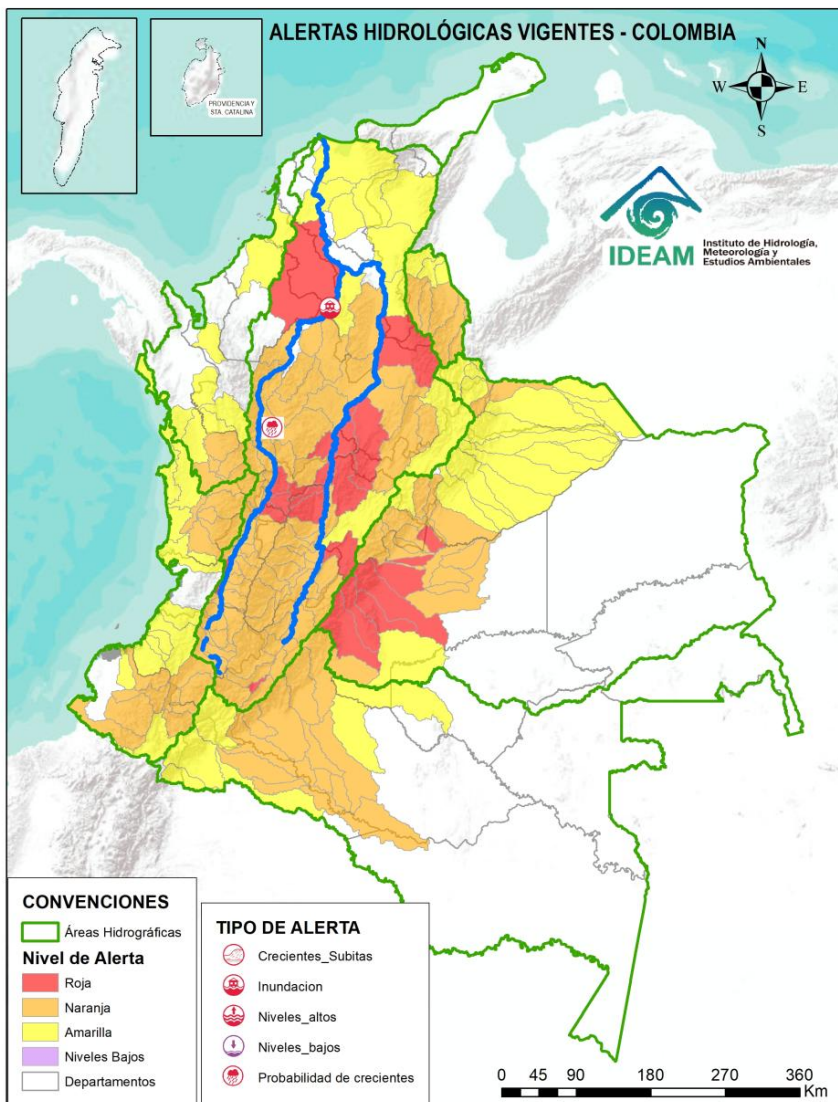 ALERTAS HIDROLÓGICAS VIGENTES - COLOMBIA
PROVIDENCIA Y
STA. CATALINA
N
W
E
S
IDEAM
Instituto de Hidrología,
Meteorología y
Estudios Ambientales
CONVENCIONES
Áreas Hidrográficas
Nivel de Alerta
Roja
Naranja
Amarilla
Niveles Bajos
Departamentos
TIPO DE ALERTA
Crecientes_Subitas
Inundacion
Niveles_altos
Niveles_bajos
Probabilidad de crecientes
0 45 90 180 270 360
Km